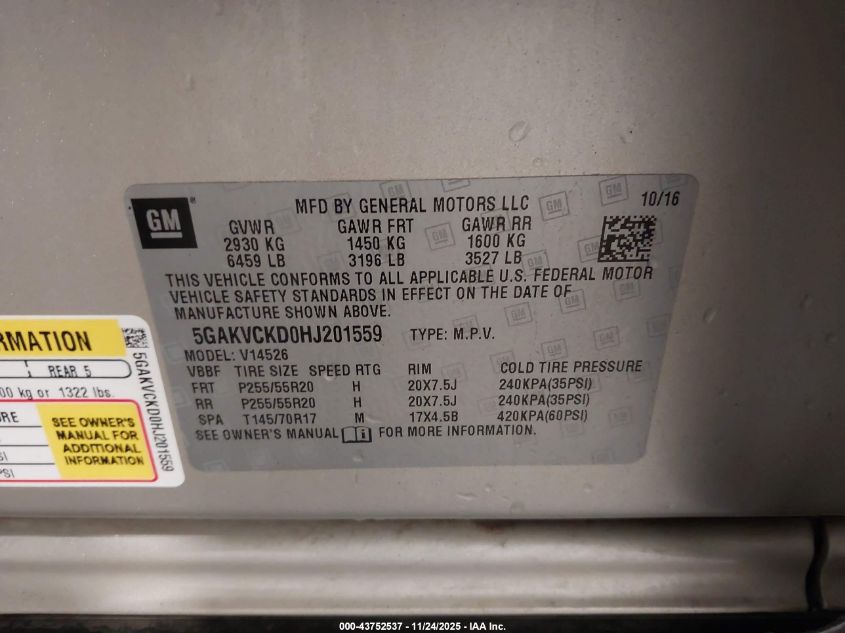 GM
®
MFD BY GENERAL MOTORS LLC
10/16
GVWR GAWR FRT GAWR RR
2930 KG 1450 KG 1600 KG
6459 LB 3196 LB 3527 LB
THIS VEHICLE CONFORMS TO ALL APPLICABLE U.S. FEDERAL MOTOR
VEHICLE SAFETY STANDARDS IN EFFECT ON THE DATE OF
MANUFACTURE SHOWN ABOVE.
5GAKVCKD0HJ201559 TYPE: M.P.V.
MODEL: V14526
VBBF TIRE SIZE SPEED RTG RIM COLD TIRE PRESSURE
FRT P255/55R20 H 20X7.5J 240KPA(35PSI)
RR P255/55R20 H 20X7.5J 240KPA(35PSI)
SPA T145/70R17 M 17X4.5B 420KPA(60PSI)
SEE OWNER'S MANUAL i FOR MORE INFORMATION.
RMATION
REAR 5
00 kg or 1322 lbs.
URE
SI
PSI
SEE OWNER'S
MANUAL FOR
ADDITIONAL
INFORMATION
5GAKVCKD0HJ201559
000-43752537 - 11/24/2025 - IAA Inc.